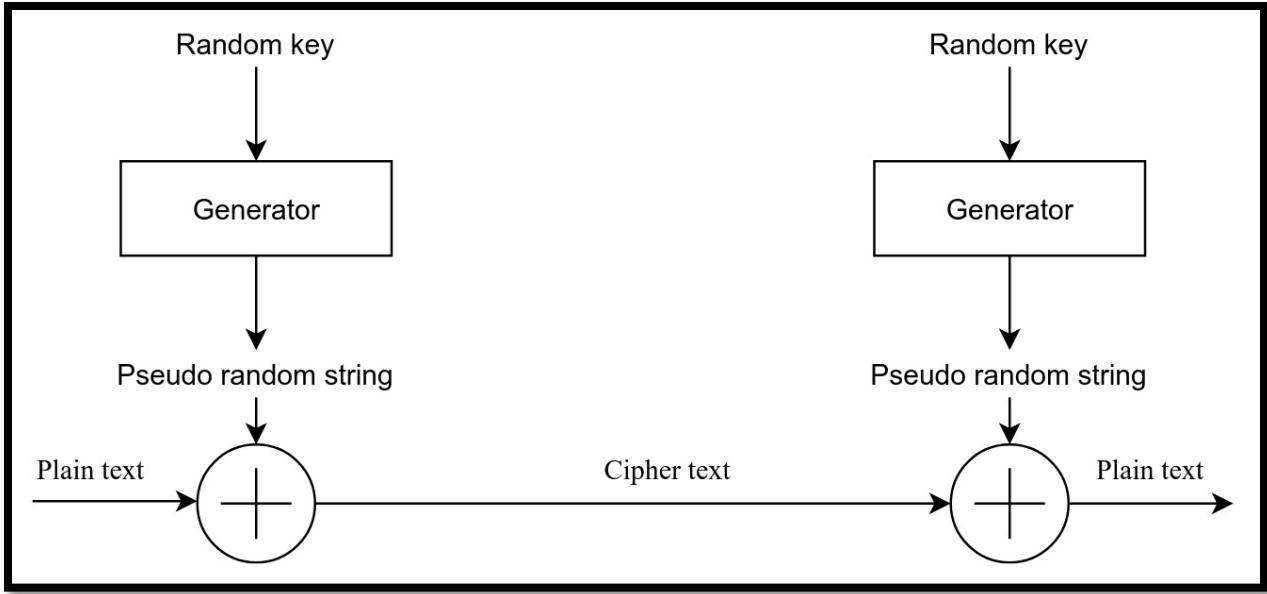 Random key
Random key
Generator
Generator
Pseudo random string
Pseudo random string
Plain text
Cipher text
Plain text